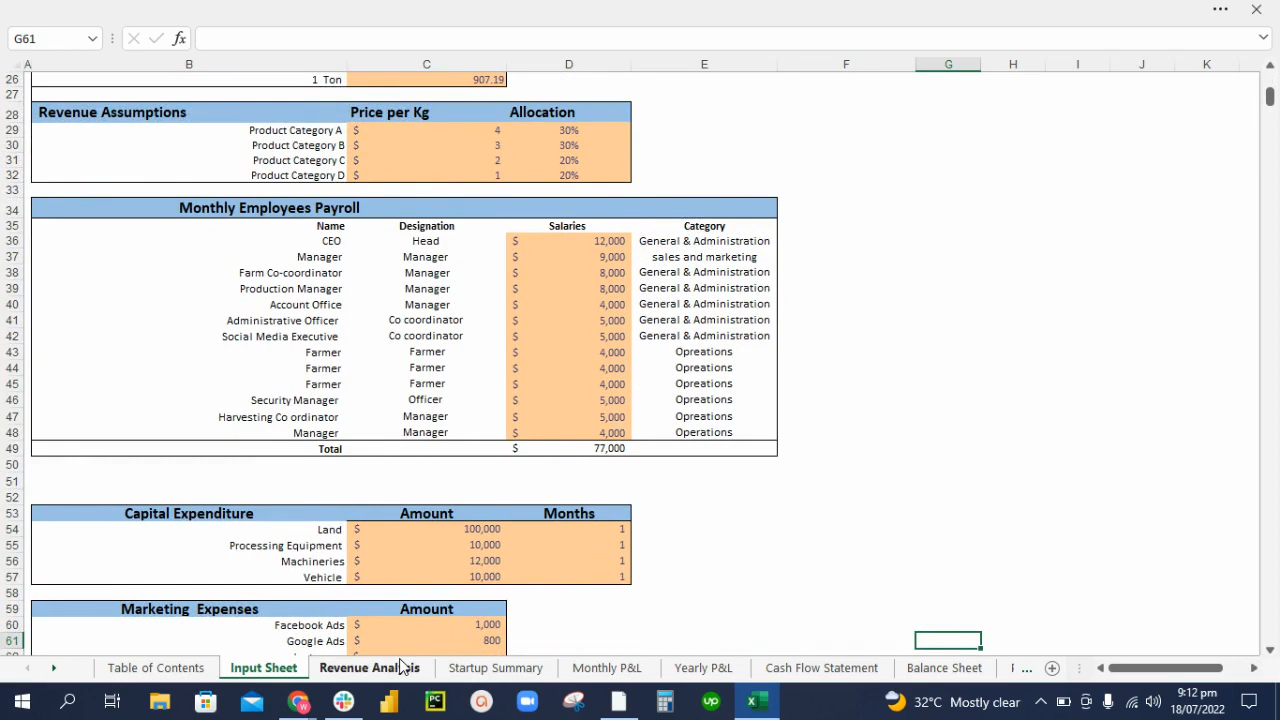 G61
fx
A B C D E F G H I J K
26 1 Ton 907.19
27
28 Revenue Assumptions Price per Kg Allocation
29 Product Category A $ 4 30%
30 Product Category B $ 3 30%
31 Product Category C $ 2 20%
32 Product Category D $ 1 20%
33
34 Monthly Employees Payroll
35 Name Designation Salaries Category
36 CEO Head $ 12,000 General & Administration
37 Manager Manager $ 9,000 sales and marketing
38 Farm Co-coordinator Manager $ 8,000 General & Administration
39 Production Manager Manager $ 8,000 General & Administration
40 Account Office Manager $ 4,000 General & Administration
41 Administrative Officer Co coordinator $ 5,000 General & Administration
42 Social Media Executive Co coordinator $ 5,000 General & Administration
43 Farmer Farmer $ 4,000 Opreations
44 Farmer Farmer $ 4,000 Opreations
45 Farmer Farmer $ 4,000 Opreations
46 Security Manager Officer $ 5,000 Opreations
47 Harvesting Co ordinator Manager $ 5,000 Opreations
48 Manager Manager $ 4,000 Operations
49 Total $ 77,000
50
51
52
53 Capital Expenditure Amount Months
54 Land $ 100,000 1
55 Processing Equipment $ 10,000 1
56 Machineries $ 12,000 1
57 Vehicle $ 10,000 1
58
59 Marketing Expenses Amount
60 Facebook Ads $ 1,000
61 Google Ads $ 800
Table of Contents Input Sheet Revenue Analysis Startup Summary Monthly P&L Yearly P&L Cash Flow Statement Balance Sheet ...
PC a up 32°C Mostly clear 9:12 pm
18/07/2022